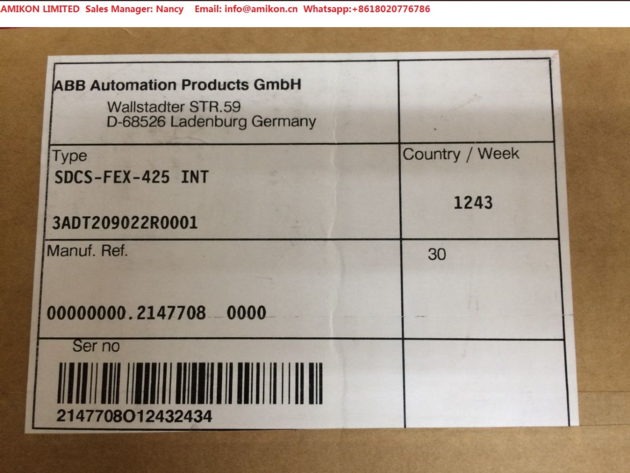 AMIKON LIMITED Sales Manager: Nancy Email: info@amikon.cn Whatsapp:+8618020776786
ABB Automation Products GmbH
Wallstadter STR.59
D-68526 Ladenburg Germany
Type
SDCS-FEX-425 INT
3ADT209022R0001
Country / Week
1243
Manuf. Ref.
30
00000000.2147708 0000
Ser no
2147708O12432434